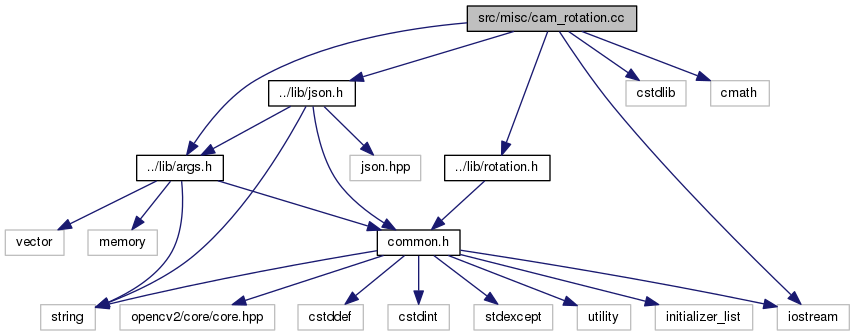 src/misc/cam_rotation.cc
../lib/json.h
cstdlib
cmath
../lib/args.h
json.hpp
../lib/rotation.h
vector
memory
common.h
string
opencv2/core/core.hpp
cstddef
cstdint
stdexcept
utility
initializer_list
iostream